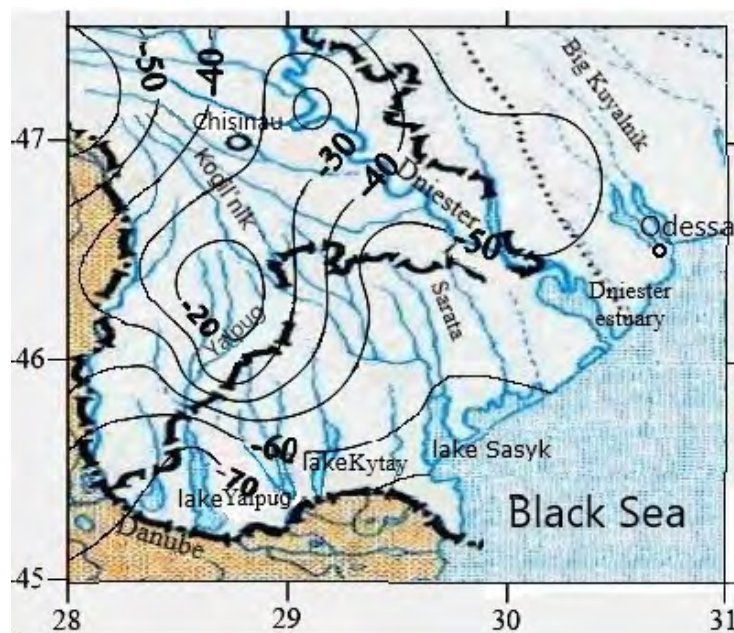 -50
-40
Big Kuyalnik
-47
Chisinau
-30
Kogil'nik
-40
Dniester
Odessa
-50
Dniester
estuary
-20
Yalpug
Sarata
-46
-60
lake Sasyk
lakeKytay
-70
lakeYalpug
Black Sea
Danube
-45
28
29
30
31